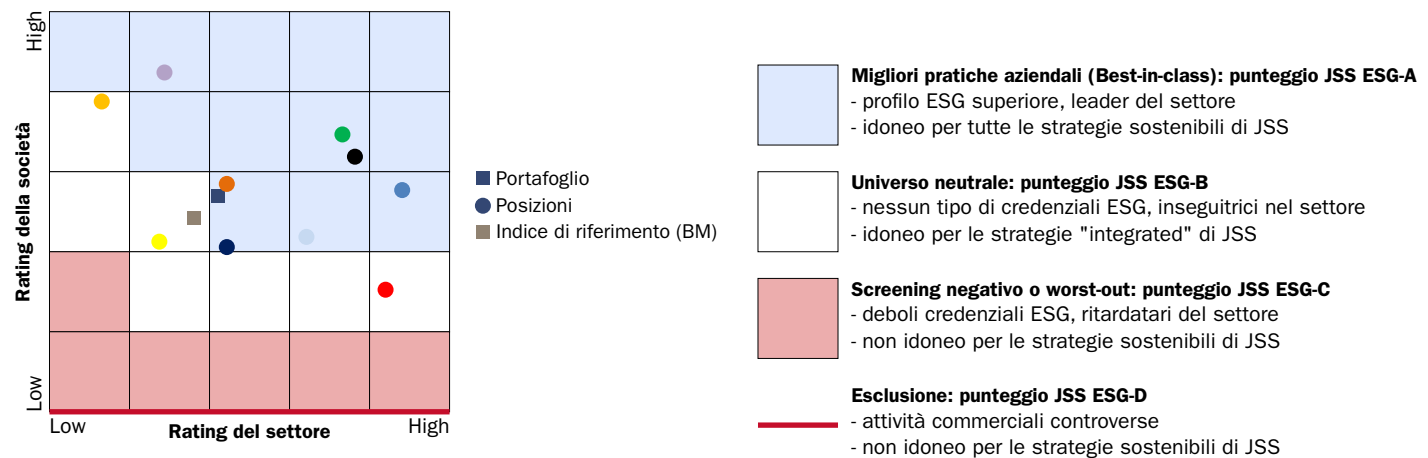 High
Rating della società
Low
Low
Rating del settore
High
Portafoglio
Posizioni
Indice di riferimento (BM)
Migliori pratiche aziendali (Best-in-class): punteggio JSS ESG-A
- profilo ESG superiore, leader del settore
- idoneo per tutte le strategie sostenibili di JSS
Universo neutrale: punteggio JSS ESG-B
- nessun tipo di credenziali ESG, inseguitrici nel settore
- idoneo per le strategie "integrated" di JSS
Screening negativo o worst-out: punteggio JSS ESG-C
- deboli credenziali ESG, ritardatari del settore
- non idoneo per le strategie sostenibili di JSS
Esclusione: punteggio JSS ESG-D
- attività commerciali controverse
- non idoneo per le strategie sostenibili di JSS